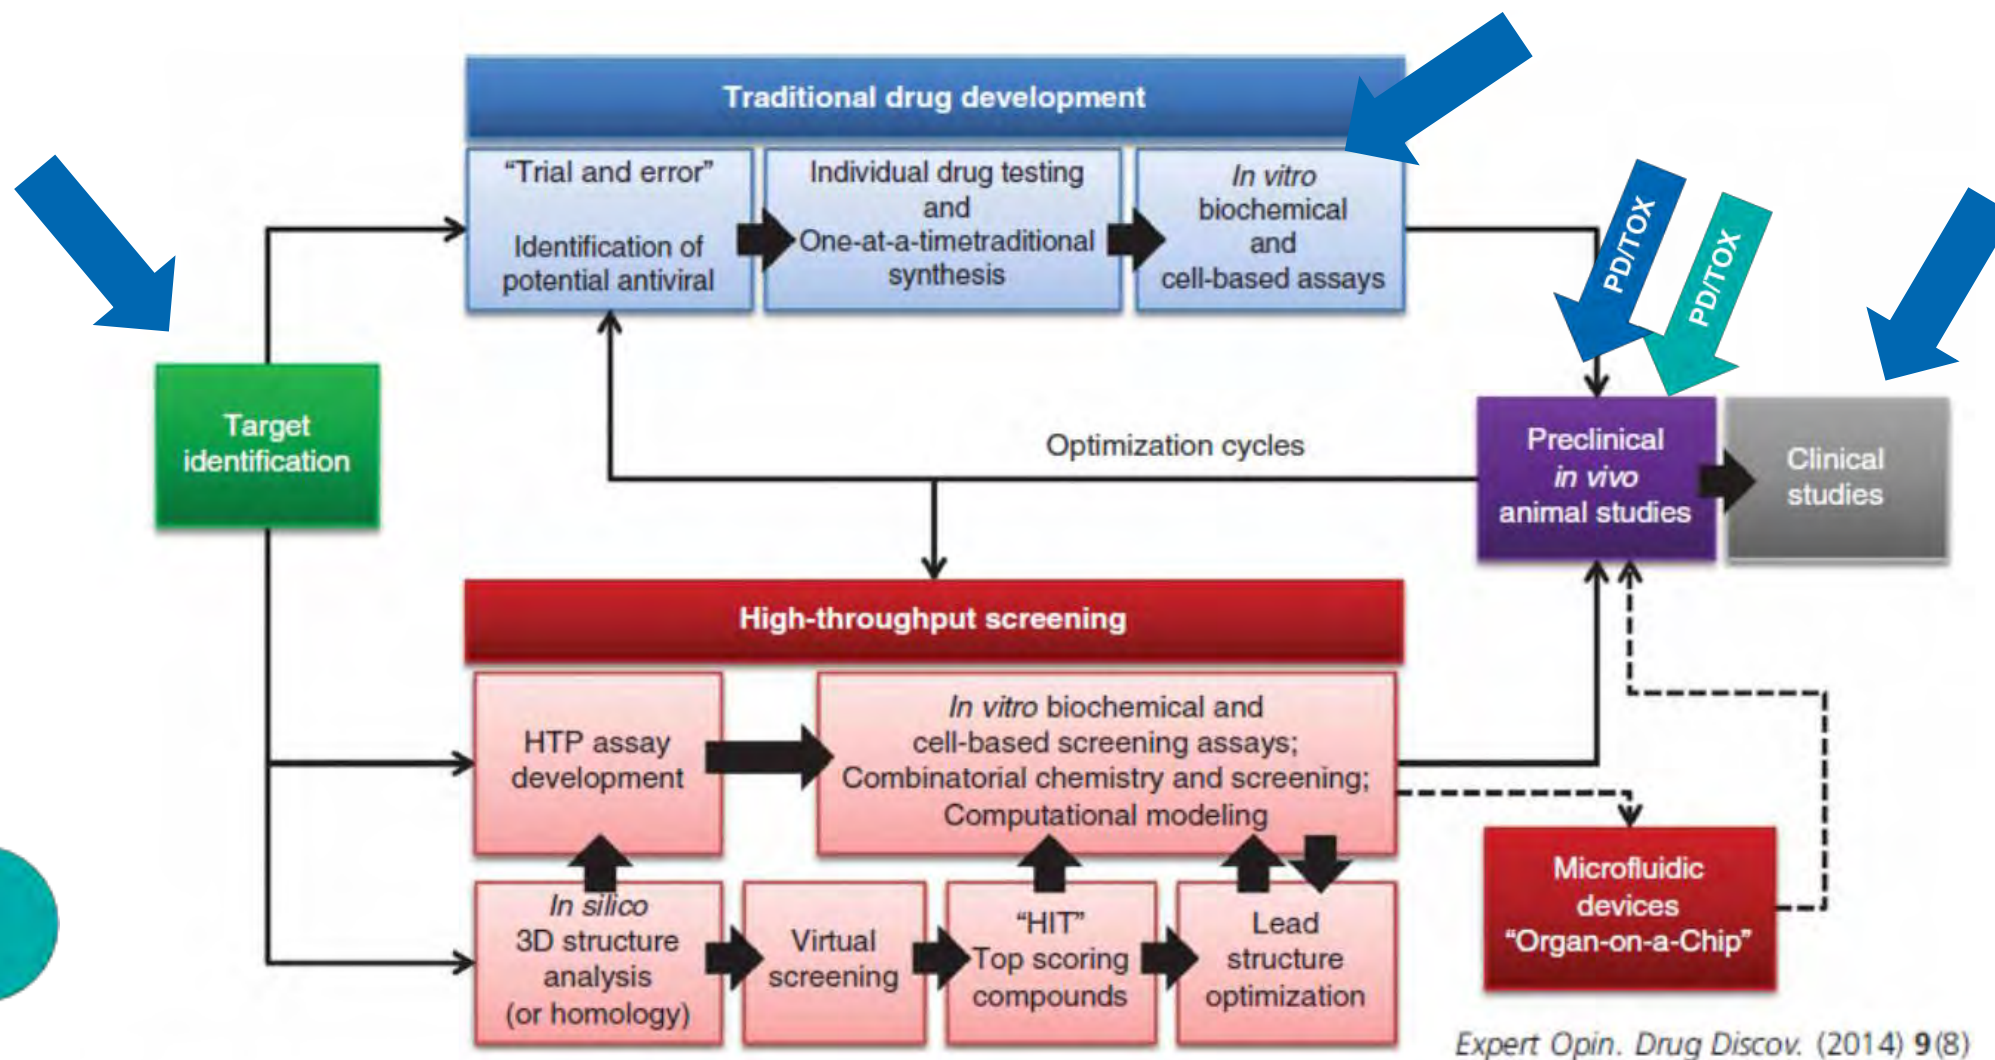 Traditional drug development
“Trial and error”
Identification of
potential antiviral
Individual drug testing
and
One-at-a-timetraditional
synthesis
In vitro
biochemical
and
cell-based assays
PD/TOX
PD/TOX
Target
identification
Optimization cycles
Preclinical
in vivo
animal studies
Clinical
studies
High-throughput screening
HTP assay
development
In vitro biochemical and
cell-based screening assays;
Combinatorial chemistry and screening;
Computational modeling
In silico
3D structure
analysis
(or homology)
Virtual
screening
“HIT”
Top scoring
compounds
Lead
structure
optimization
Microfluidic
devices
“Organ-on-a-Chip”
Expert Opin. Drug Discov. (2014) 9(8)